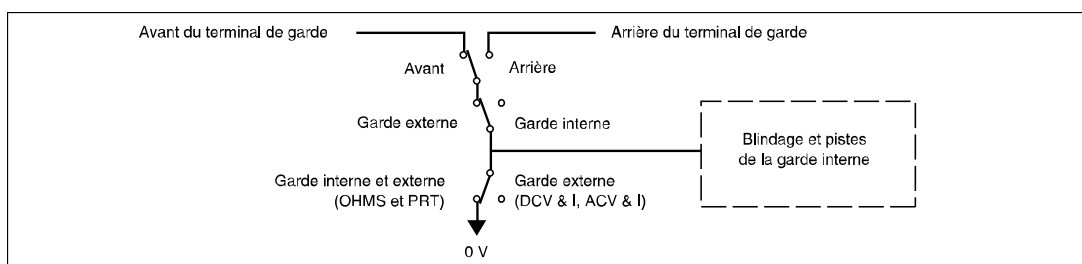 Avant du terminal de garde
Arrière du terminal de garde
Avant
Arrière
Garde externe
Garde interne
Blindage et pistes
de la garde interne
Garde interne et externe
(OHMS et PRT)
Garde externe
(DCV & I, ACV & I)
0 V